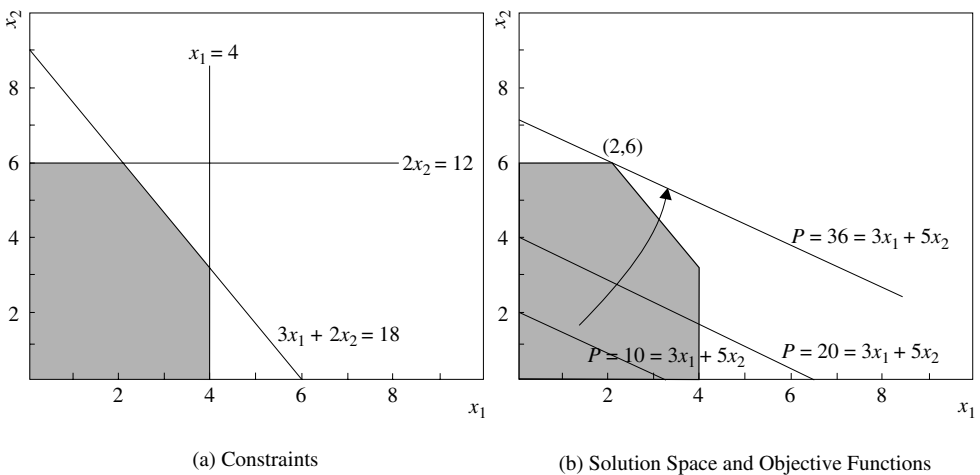 x₂
8
6
4
2
2
4
6
8
x₁
x₁ = 4
2x₂ = 12
3x₁ + 2x₂ = 18
(a) Constraints
x₂
8
6
4
2
2
4
6
8
x₁
(2,6)
P = 36 = 3x₁ + 5x₂
P = 20 = 3x₁ + 5x₂
P = 10 = 3x₁ + 5x₂
(b) Solution Space and Objective Functions